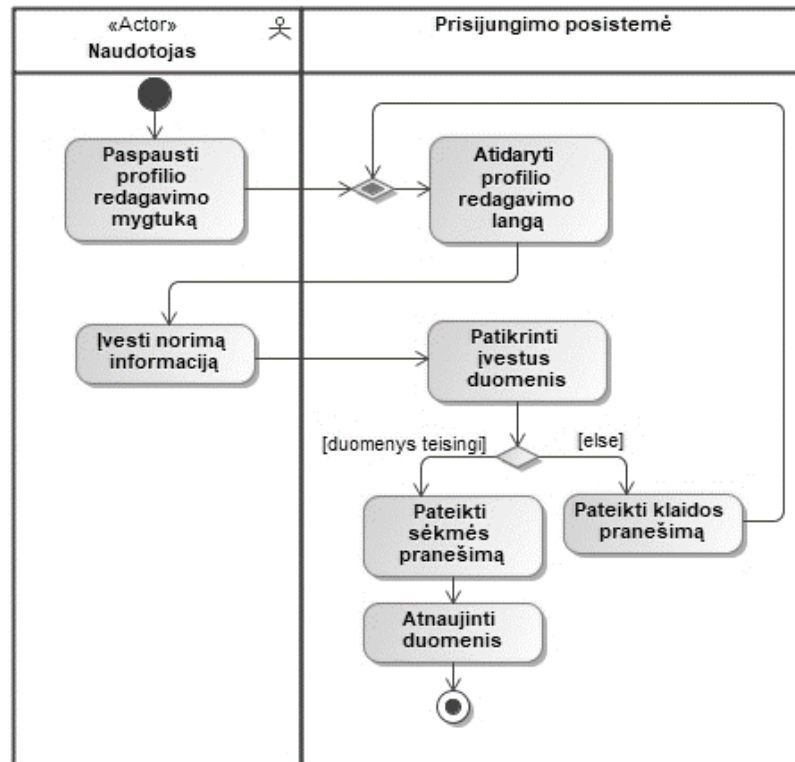 «Actor»
Naudotojas
Prisijungimo posistemė
Paspausti
profilio
redagavimo
mygtuką
Atidaryti
profilio
redagavimo
langą
Įvesti norimą
informaciją
Patikrinti
įvestus
duomenis
[duomenys teisingi]
[else]
Pateikti
sėkmės
pranešimą
Pateikti klaidos
pranešimą
Atnaujinti
duomenis